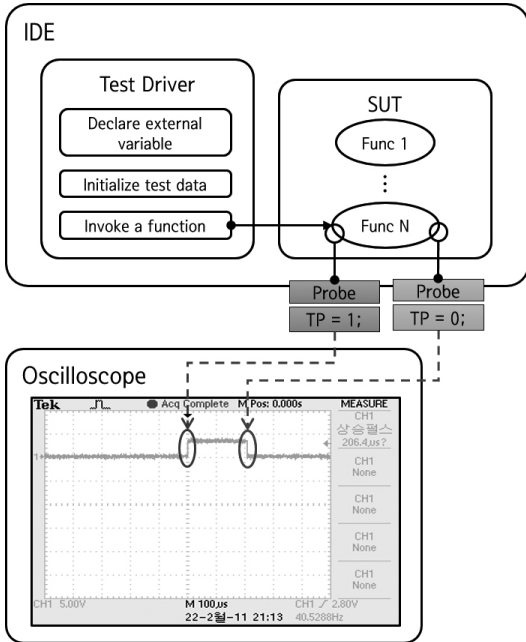 IDE
Test Driver
Declare external
variable
Initialize test data
Invoke a function
SUT
Func 1
Func N
Probe
TP = 1;
Probe
TP = 0;
Oscilloscope
Tek Acq Complete M Pos: 0.000s MEASURE
CH1
상승펄스
206.4㎲?
1
CH1
None
CH1
None
CH1
None
CH1
None
CH1 5.00V M 100㎲ CH1 / 2.80V
22-2월-11 21:13 40.5288Hz